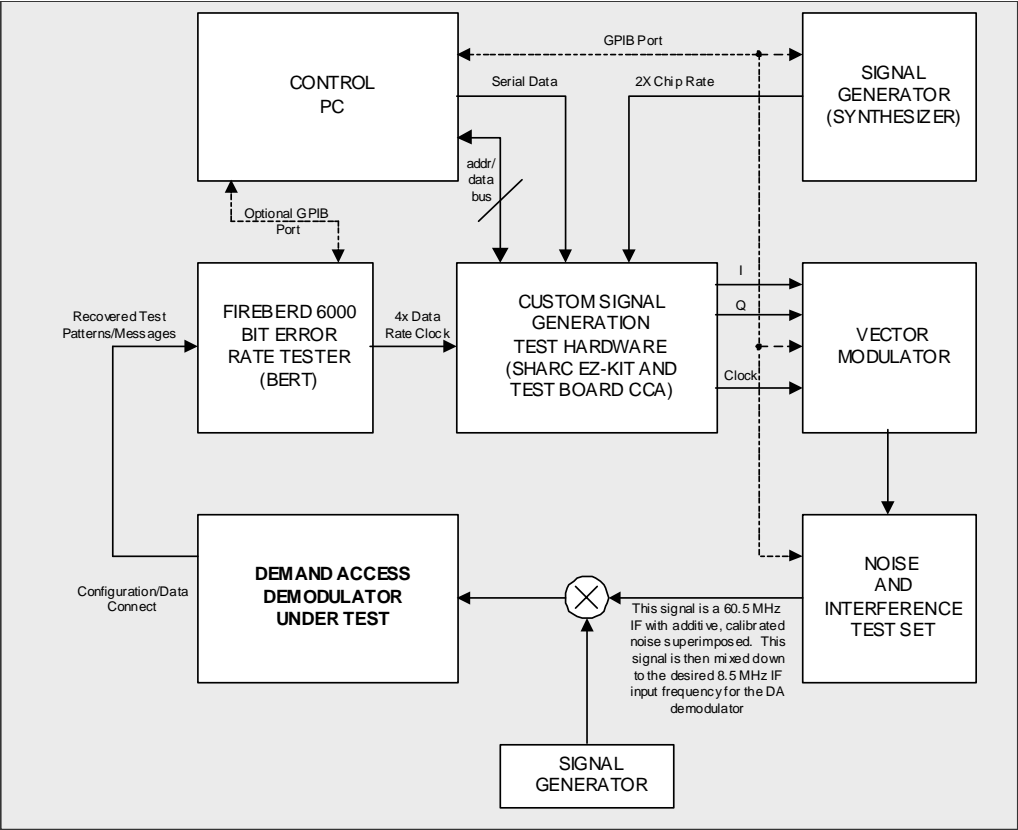 GPIB Port
CONTROL
PC
Serial Data
2X Chip Rate
SIGNAL
GENERATOR
(SYNTHESIZER)
addr/
data
bus
Optional GPIB
Port
Recovered Test
Patterns/Messages
FIREBERD 6000
BIT ERROR
RATE TESTER
(BERT)
4x Data
Rate Clock
CUSTOM SIGNAL
GENERATION
TEST HARDWARE
(SHARC EZ-KIT AND
TEST BOARD CCA)
I
Q
Clock
VECTOR
MODULATOR
Configuration/Data
Connect
DEMAND ACCESS
DEMODULATOR
UNDER TEST
This signal is a 60.5 MHz
IF with additive, calibrated
noise superimposed. This
signal is then mixed down
to the desired 8.5 MHz IF
input frequency for the DA
demodulator
NOISE
AND
INTERFERENCE
TEST SET
SIGNAL
GENERATOR